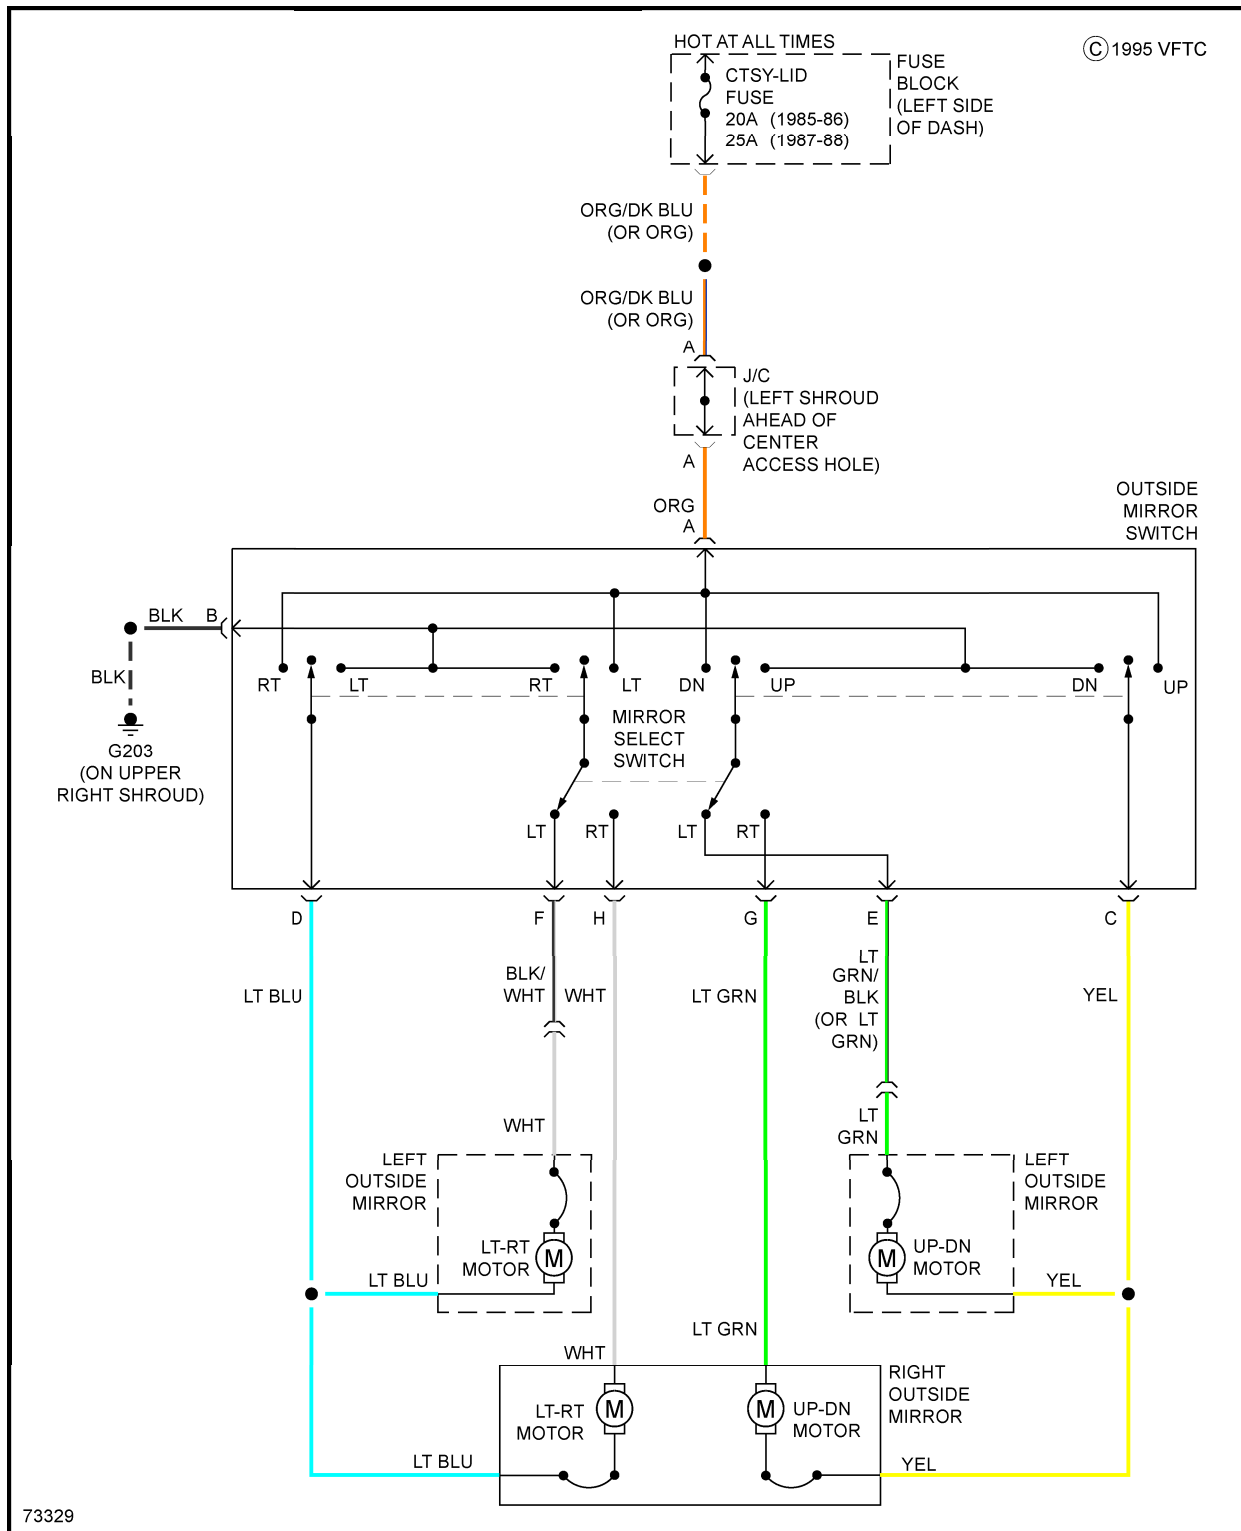 HOT AT ALL TIMES
© 1995 VFTC
CTSY-LID
FUSE
20A (1985-86)
25A (1987-88)
FUSE
BLOCK
(LEFT SIDE
OF DASH)
ORG/DK BLU
(OR ORG)
ORG/DK BLU
(OR ORG)
A
J/C
(LEFT SHROUD
AHEAD OF
CENTER
ACCESS HOLE)
A
ORG
A
OUTSIDE
MIRROR
SWITCH
BLK B
BLK
G203
(ON UPPER
RIGHT SHROUD)
RT LT RT LT DN UP DN UP
MIRROR
SELECT
SWITCH
LT RT LT RT
D F H G E C
LT BLU
BLK/
WHT
WHT
LT GRN
LT
GRN/
BLK
(OR LT
GRN)
YEL
WHT
LT
GRN
LEFT
OUTSIDE
MIRROR
LT-RT
MOTOR
M
LEFT
OUTSIDE
MIRROR
M
UP-DN
MOTOR
LT BLU
YEL
LT GRN
WHT
RIGHT
OUTSIDE
MIRROR
LT-RT
MOTOR
M
M
UP-DN
MOTOR
LT BLU
YEL
73329